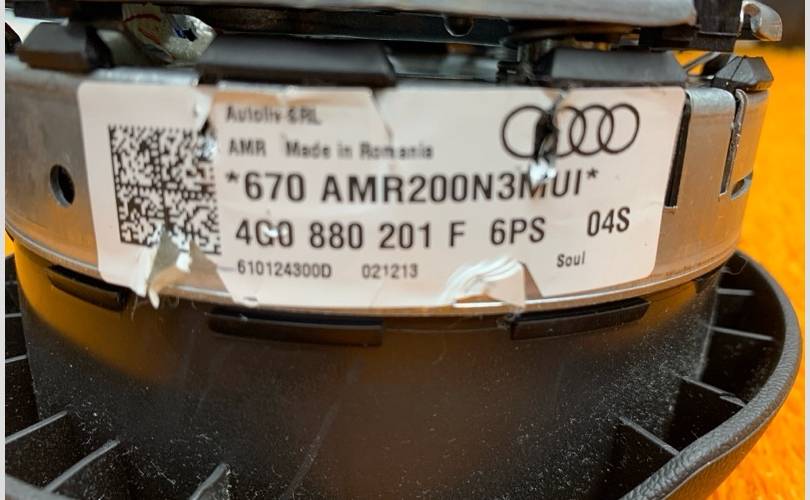 Autoliv SRL
AMR Made in Romania
*670 AMR200N3MUI*
4G0 880 201 F 6PS 04S
610124300D 021213
Soul